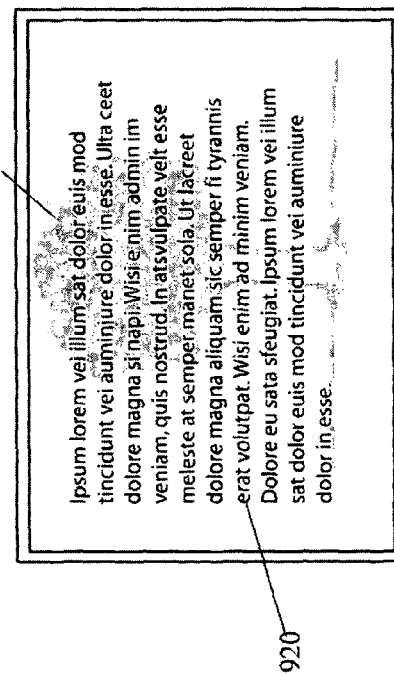 Ipsum lorem vei illum sat dolor euis mod
tincidunt vei auminjure dolor in esse. Ulta ceet
dolore magna si napi. Wisi enim admin im
veniam, quis nostrud. In atsvulpate velt esse
meleste at semper manet sola. Ut lacreet
dolore magna aliquam sic semper fi tyrannis
erat volutpat. Wisi enim ad minim veniam.
Dolore eu sata sfeugiat. Ipsum lorem vei illum
sat dolor euis mod tincidunt vei auminiure
dolor in esse.
920